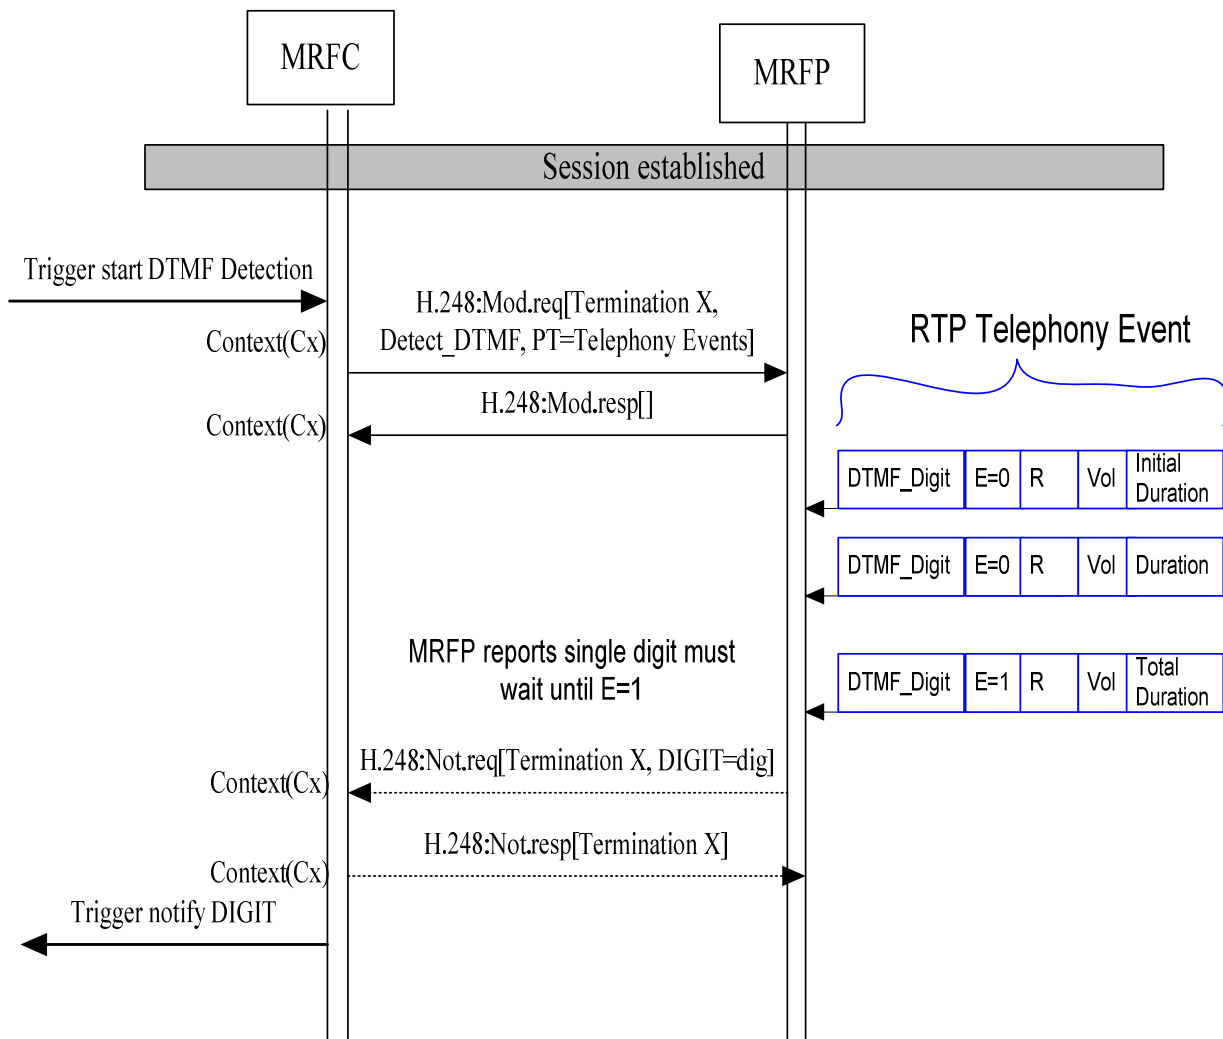 MRFC
MRFP
Session established
Trigger start DTMF Detection
H.248:Mod.req[Termination X,
Context(Cx)
Detect_DTMF, PT=Telephony Events]
RTP Telephony Event
H.248:Mod.resp[]
Context(Cx)
DTMF_Digit E=0 R Vol Initial
Duration
DTMF_Digit E=0 R Vol Duration
MRFP reports single digit must
wait until E=1
DTMF_Digit E=1 R Vol Total
Duration
H.248:Not.req[Termination X, DIGIT=dig]
Context(Cx)
H.248:Not.resp[Termination X]
Context(Cx)
Trigger notify DIGIT